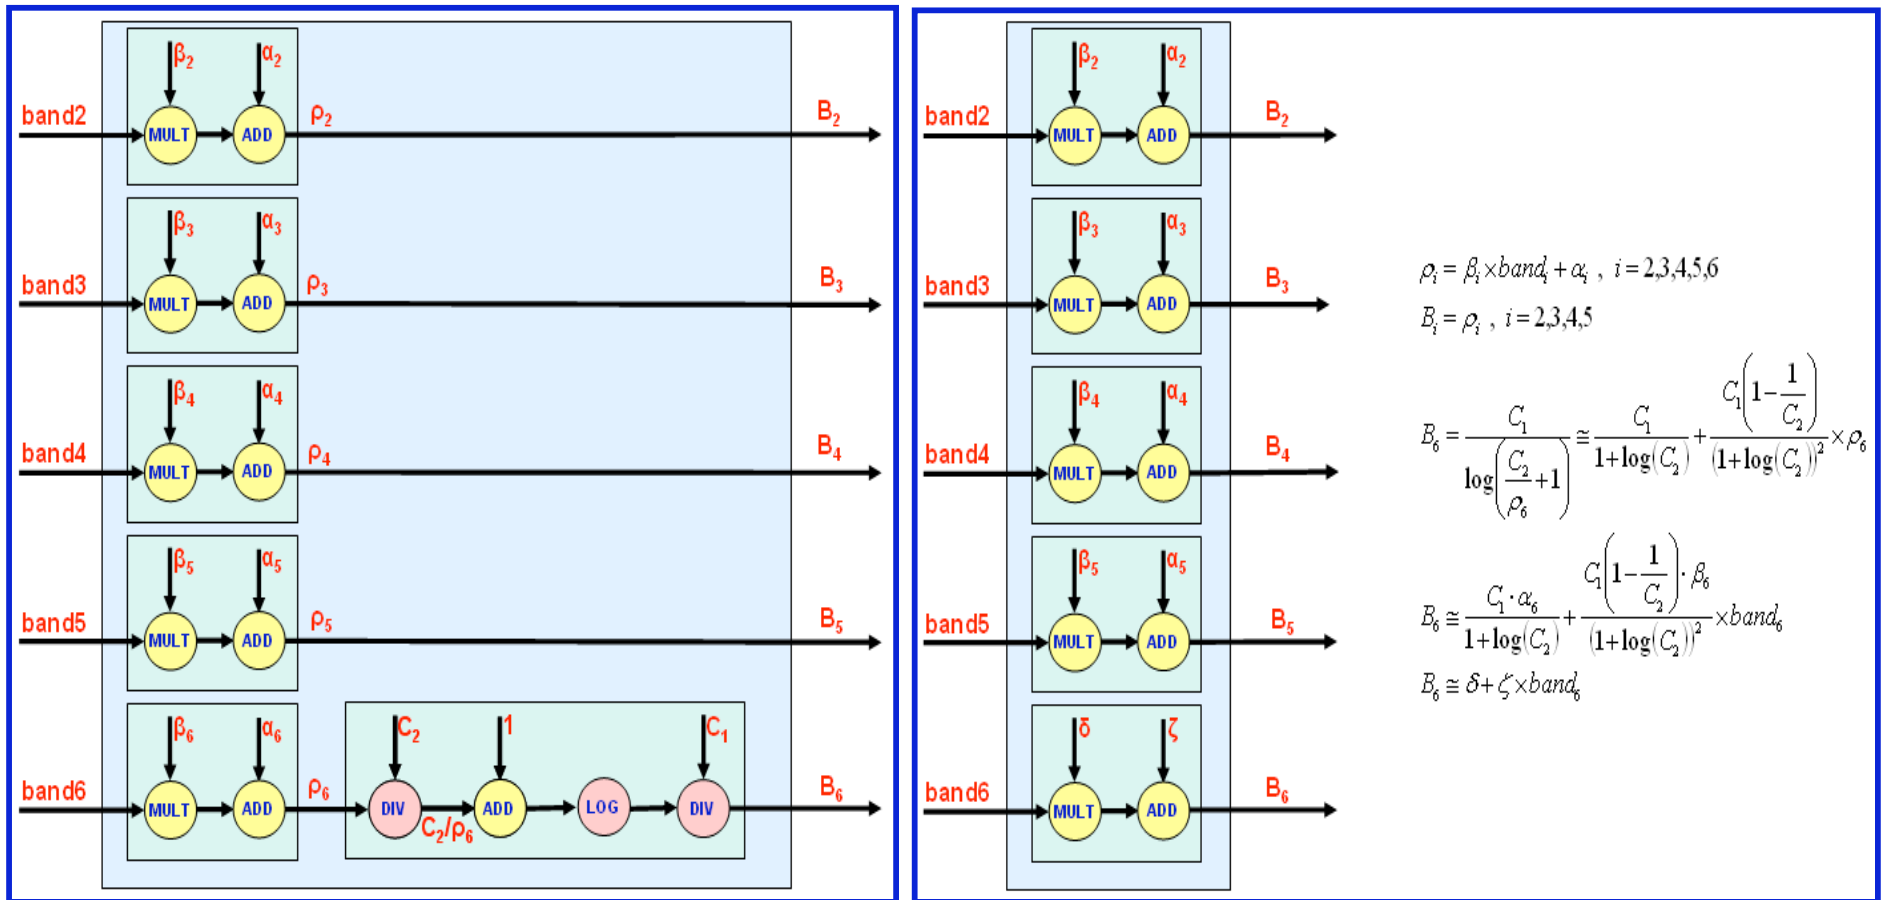 β₂ α₂
band2 MULT ADD ρ₂ B₂
β₃ α₃
band3 MULT ADD ρ₃ B₃
β₄ α₄
band4 MULT ADD ρ₄ B₄
β₅ α₅
band5 MULT ADD ρ₅ B₅
β₆ α₆ C₂ 1 C₁
band6 MULT ADD ρ₆ DIV C₂/ρ₆ ADD LOG DIV B₆
β₂ α₂
band2 MULT ADD B₂
β₃ α₃
band3 MULT ADD B₃
β₄ α₄
band4 MULT ADD B₄
β₅ α₅
band5 MULT ADD B₅
δ ζ
band6 MULT ADD B₆
ρᵢ = βᵢ × bandᵢ + αᵢ , i = 2,3,4,5,6
Bᵢ = ρᵢ , i = 2,3,4,5
B₆ = C₁ / log(C₂/ρ₆ + 1) ≅ C₁ / (1+log(C₂)) + C₁(1 − 1/C₂) / (1+log(C₂))² × ρ₆
B₆ ≅ C₁·α₆ / (1+log(C₂)) + C₁(1 − 1/C₂)·β₆ / (1+log(C₂))² × band₆
B₆ ≅ δ + ζ × band₆